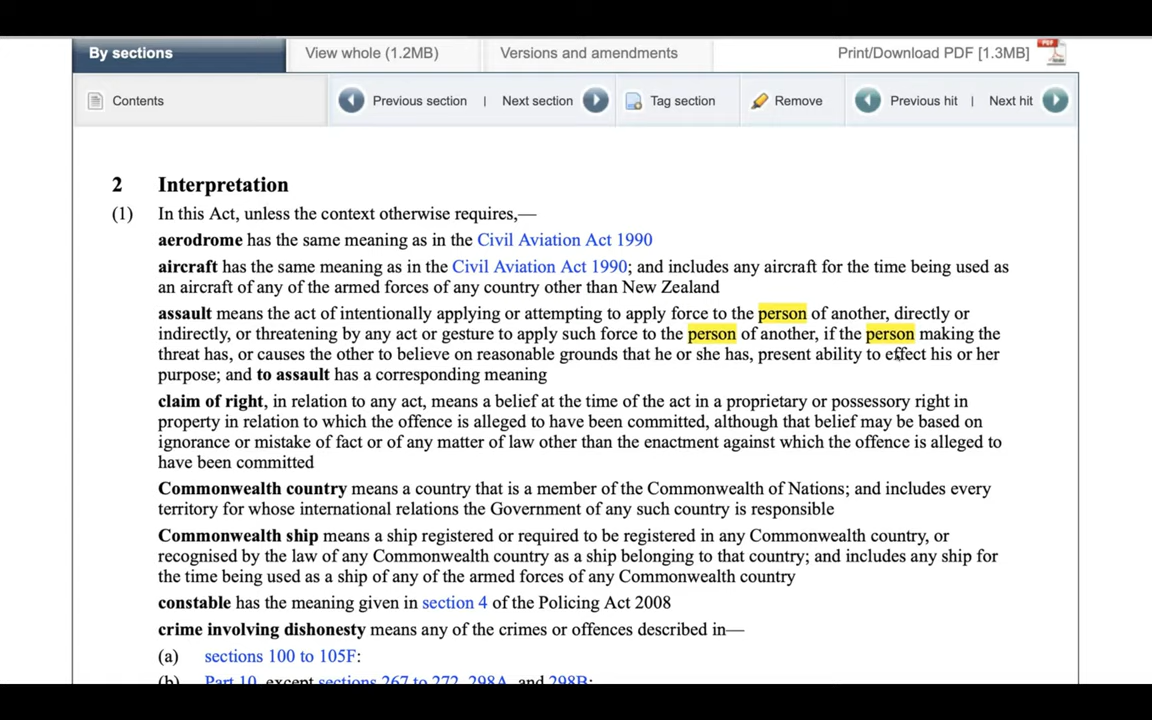 By sections
View whole (1.2MB)
Versions and amendments
Print/Download PDF [1.3MB]
PDF
Contents
Previous section | Next section
Tag section
Remove
Previous hit | Next hit
2 Interpretation
(1) In this Act, unless the context otherwise requires,—
aerodrome has the same meaning as in the Civil Aviation Act 1990
aircraft has the same meaning as in the Civil Aviation Act 1990; and includes any aircraft for the time being used as
an aircraft of any of the armed forces of any country other than New Zealand
assault means the act of intentionally applying or attempting to apply force to the person of another, directly or
indirectly, or threatening by any act or gesture to apply such force to the person of another, if the person making the
threat has, or causes the other to believe on reasonable grounds that he or she has, present ability to effect his or her
purpose; and to assault has a corresponding meaning
claim of right, in relation to any act, means a belief at the time of the act in a proprietary or possessory right in
property in relation to which the offence is alleged to have been committed, although that belief may be based on
ignorance or mistake of fact or of any matter of law other than the enactment against which the offence is alleged to
have been committed
Commonwealth country means a country that is a member of the Commonwealth of Nations; and includes every
territory for whose international relations the Government of any such country is responsible
Commonwealth ship means a ship registered or required to be registered in any Commonwealth country, or
recognised by the law of any Commonwealth country as a ship belonging to that country; and includes any ship for
the time being used as a ship of any of the armed forces of any Commonwealth country
constable has the meaning given in section 4 of the Policing Act 2008
crime involving dishonesty means any of the crimes or offences described in—
(a) sections 100 to 105F:
(b) Part 10, except sections 267 to 272, 298A, and 298B: